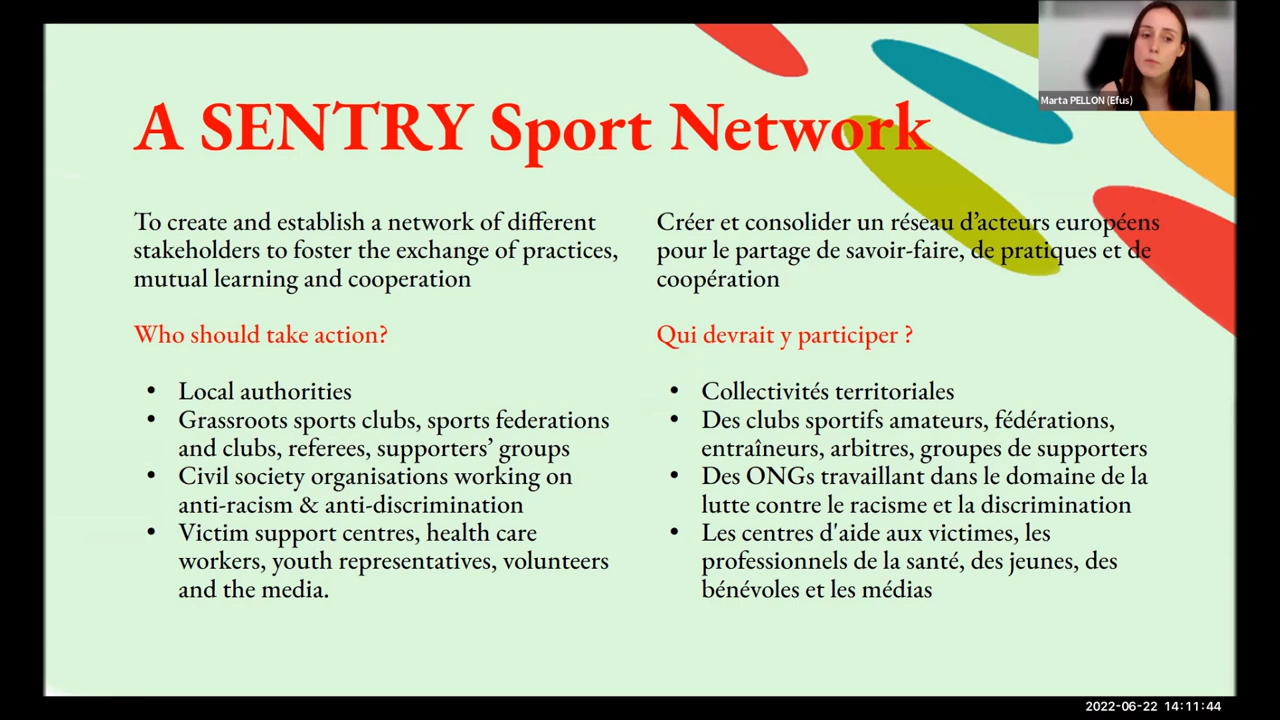 Marta PELLON (Efus)
A SENTRY Sport Network
To create and establish a network of different
stakeholders to foster the exchange of practices,
mutual learning and cooperation
Who should take action?
• Local authorities
• Grassroots sports clubs, sports federations
and clubs, referees, supporters’ groups
• Civil society organisations working on
anti-racism & anti-discrimination
• Victim support centres, health care
workers, youth representatives, volunteers
and the media.
Créer et consolider un réseau d’acteurs européens
pour le partage de savoir-faire, de pratiques et de
coopération
Qui devrait y participer ?
• Collectivités territoriales
• Des clubs sportifs amateurs, fédérations,
entraîneurs, arbitres, groupes de supporters
• Des ONGs travaillant dans le domaine de la
lutte contre le racisme et la discrimination
• Les centres d'aide aux victimes, les
professionnels de la santé, des jeunes, des
bénévoles et les médias
2022-06-22 14:11:44